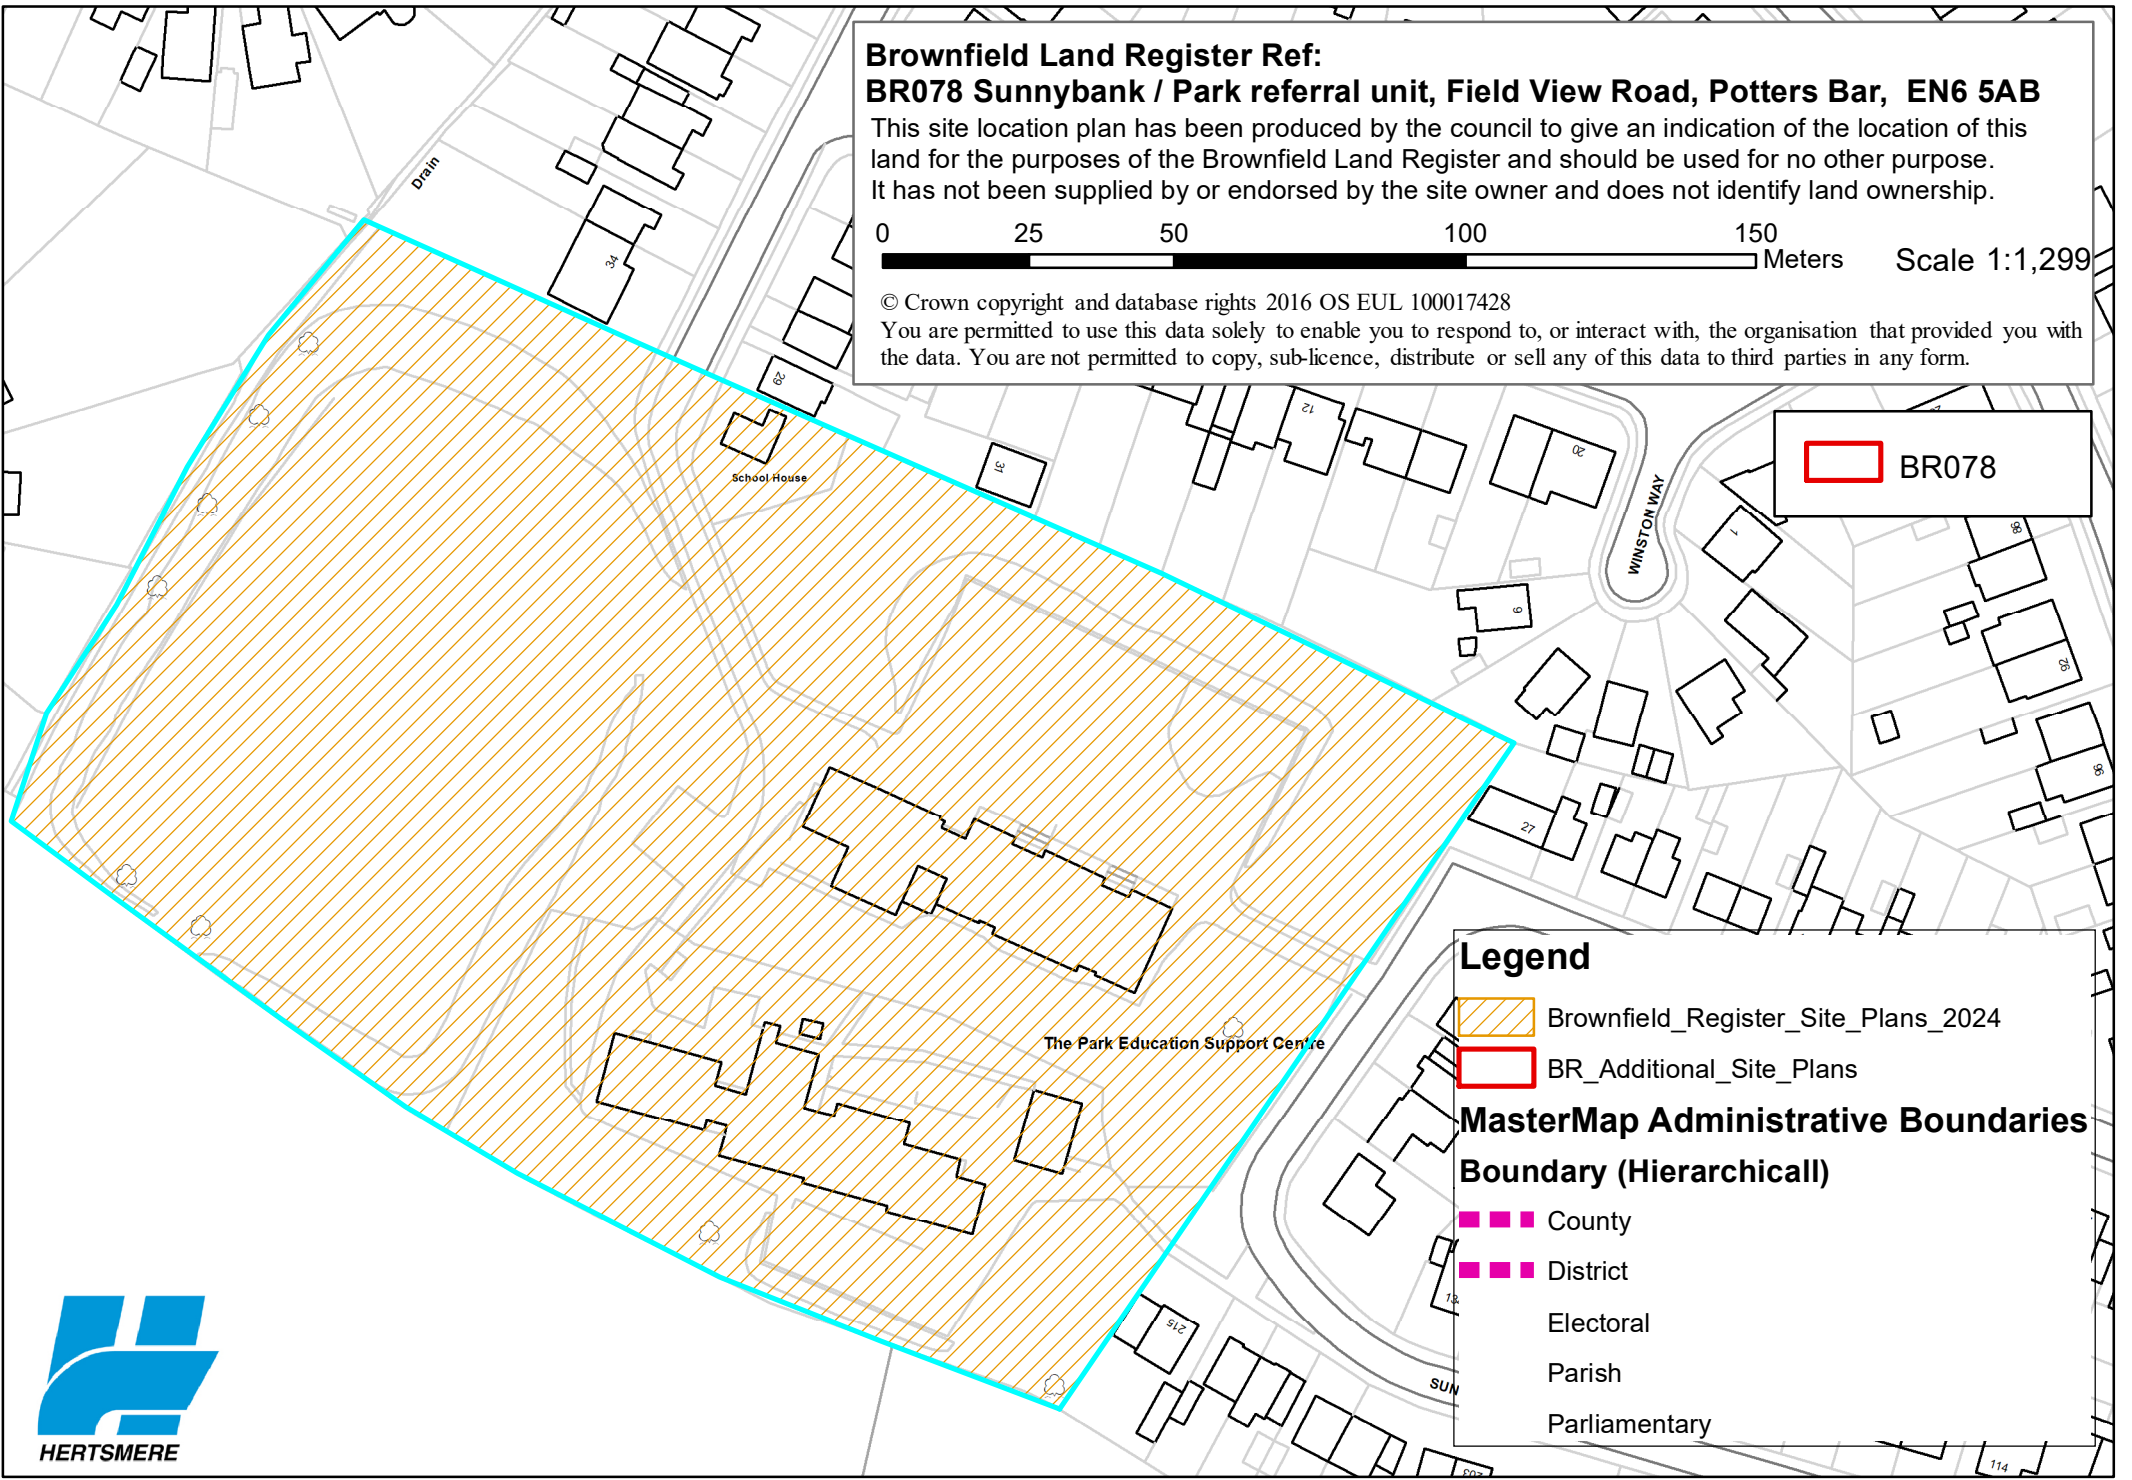 Brownfield Land Register Ref:
BR078 Sunnybank / Park referral unit, Field View Road, Potters Bar, EN6 5AB
This site location plan has been produced by the council to give an indication of the location of this
land for the purposes of the Brownfield Land Register and should be used for no other purpose.
It has not been supplied by or endorsed by the site owner and does not identify land ownership.
0 25 50 100 150
Meters
Scale 1:1,299
© Crown copyright and database rights 2016 OS EUL 100017428
You are permitted to use this data solely to enable you to respond to, or interact with, the organisation that provided you with
the data. You are not permitted to copy, sub-licence, distribute or sell any of this data to third parties in any form.
Drain
34
29
School House
31
12
20
BR078
WINSTON WAY
1
98
9
92
96
27
The Park Education Support Centre
Legend
Brownfield_Register_Site_Plans_2024
BR_Additional_Site_Plans
MasterMap Administrative Boundaries
Boundary (Hierarchicall)
County
District
Electoral
Parish
Parliamentary
215
SUN
203
114
HERTSMERE